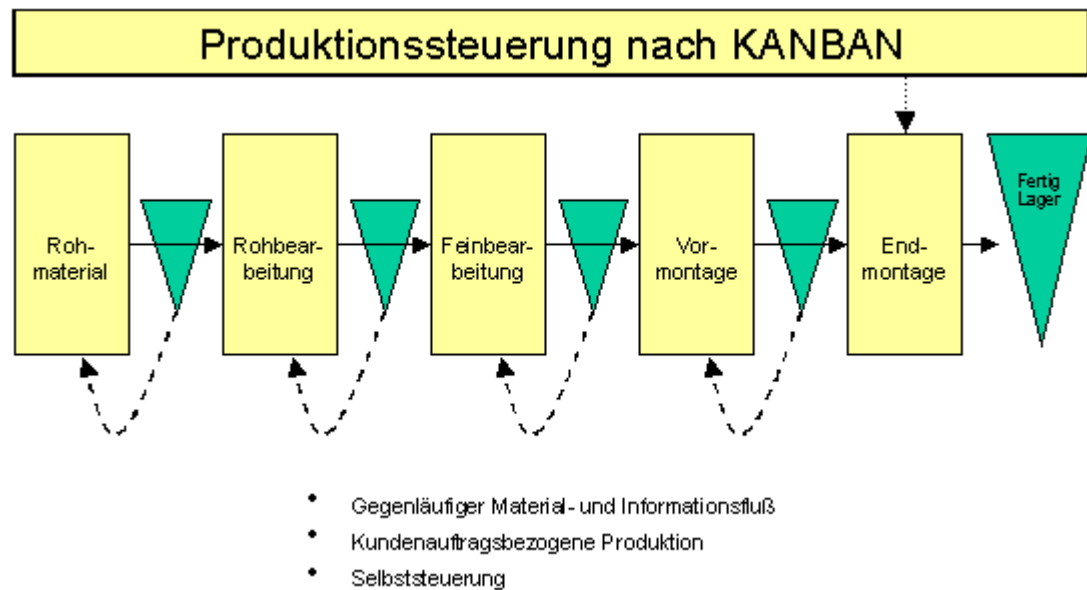 Produktionssteuerung nach KANBAN
Roh-
material
Rohbear-
beitung
Feinbear-
beitung
Vor-
montage
End-
montage
Fertig
Lager
• Gegenläufiger Material- und Informationsfluß
• Kundenauftragsbezogene Produktion
• Selbststeuerung